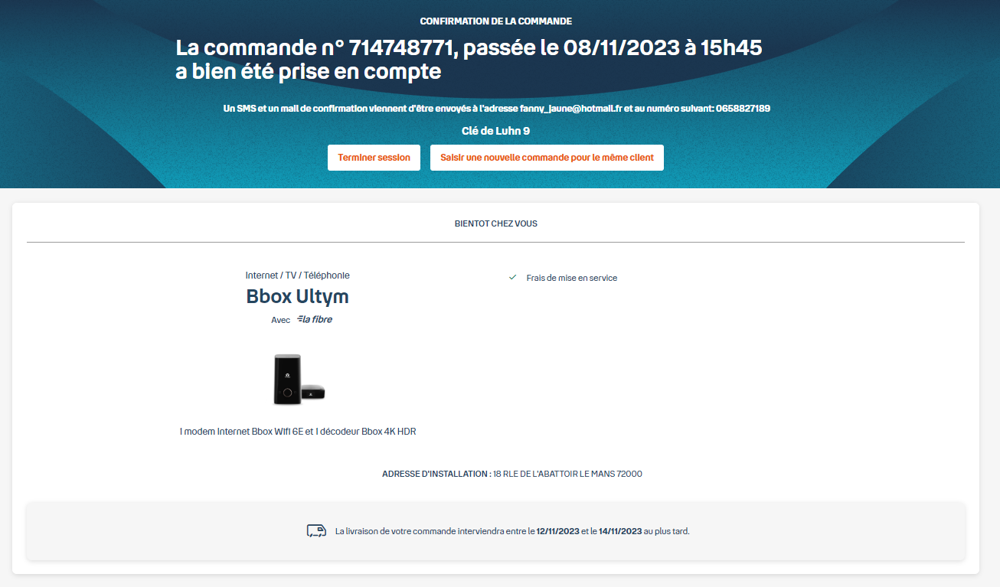 CONFIRMATION DE LA COMMANDE
La commande n° 714748771, passée le 08/11/2023 à 15h45
a bien été prise en compte
Un SMS et un mail de confirmation viennent d'être envoyés à l'adresse fanny_jaune@hotmail.fr et au numéro suivant: 0658827189
Clé de Luhn 9
Terminer session
Saisir une nouvelle commande pour le même client
BIENTOT CHEZ VOUS
Internet / TV / Téléphonie
Frais de mise en service
Bbox Ultym
Avec la fibre
1 modem Internet Bbox Wifi 6E et 1 décodeur Bbox 4K HDR
ADRESSE D'INSTALLATION : 18 RLE DE L'ABATTOIR LE MANS 72000
La livraison de votre commande interviendra entre le 12/11/2023 et le 14/11/2023 au plus tard.